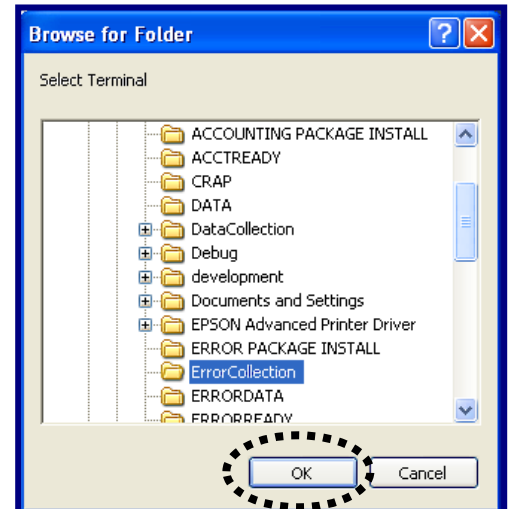 Browse for Folder
Select Terminal
ACCOUNTING PACKAGE INSTALL
ACCTREADY
CRAP
DATA
DataCollection
Debug
development
Documents and Settings
EPSON Advanced Printer Driver
ERROR PACKAGE INSTALL
ErrorCollection
ERRORDATA
ERRORREADY
OK Cancel